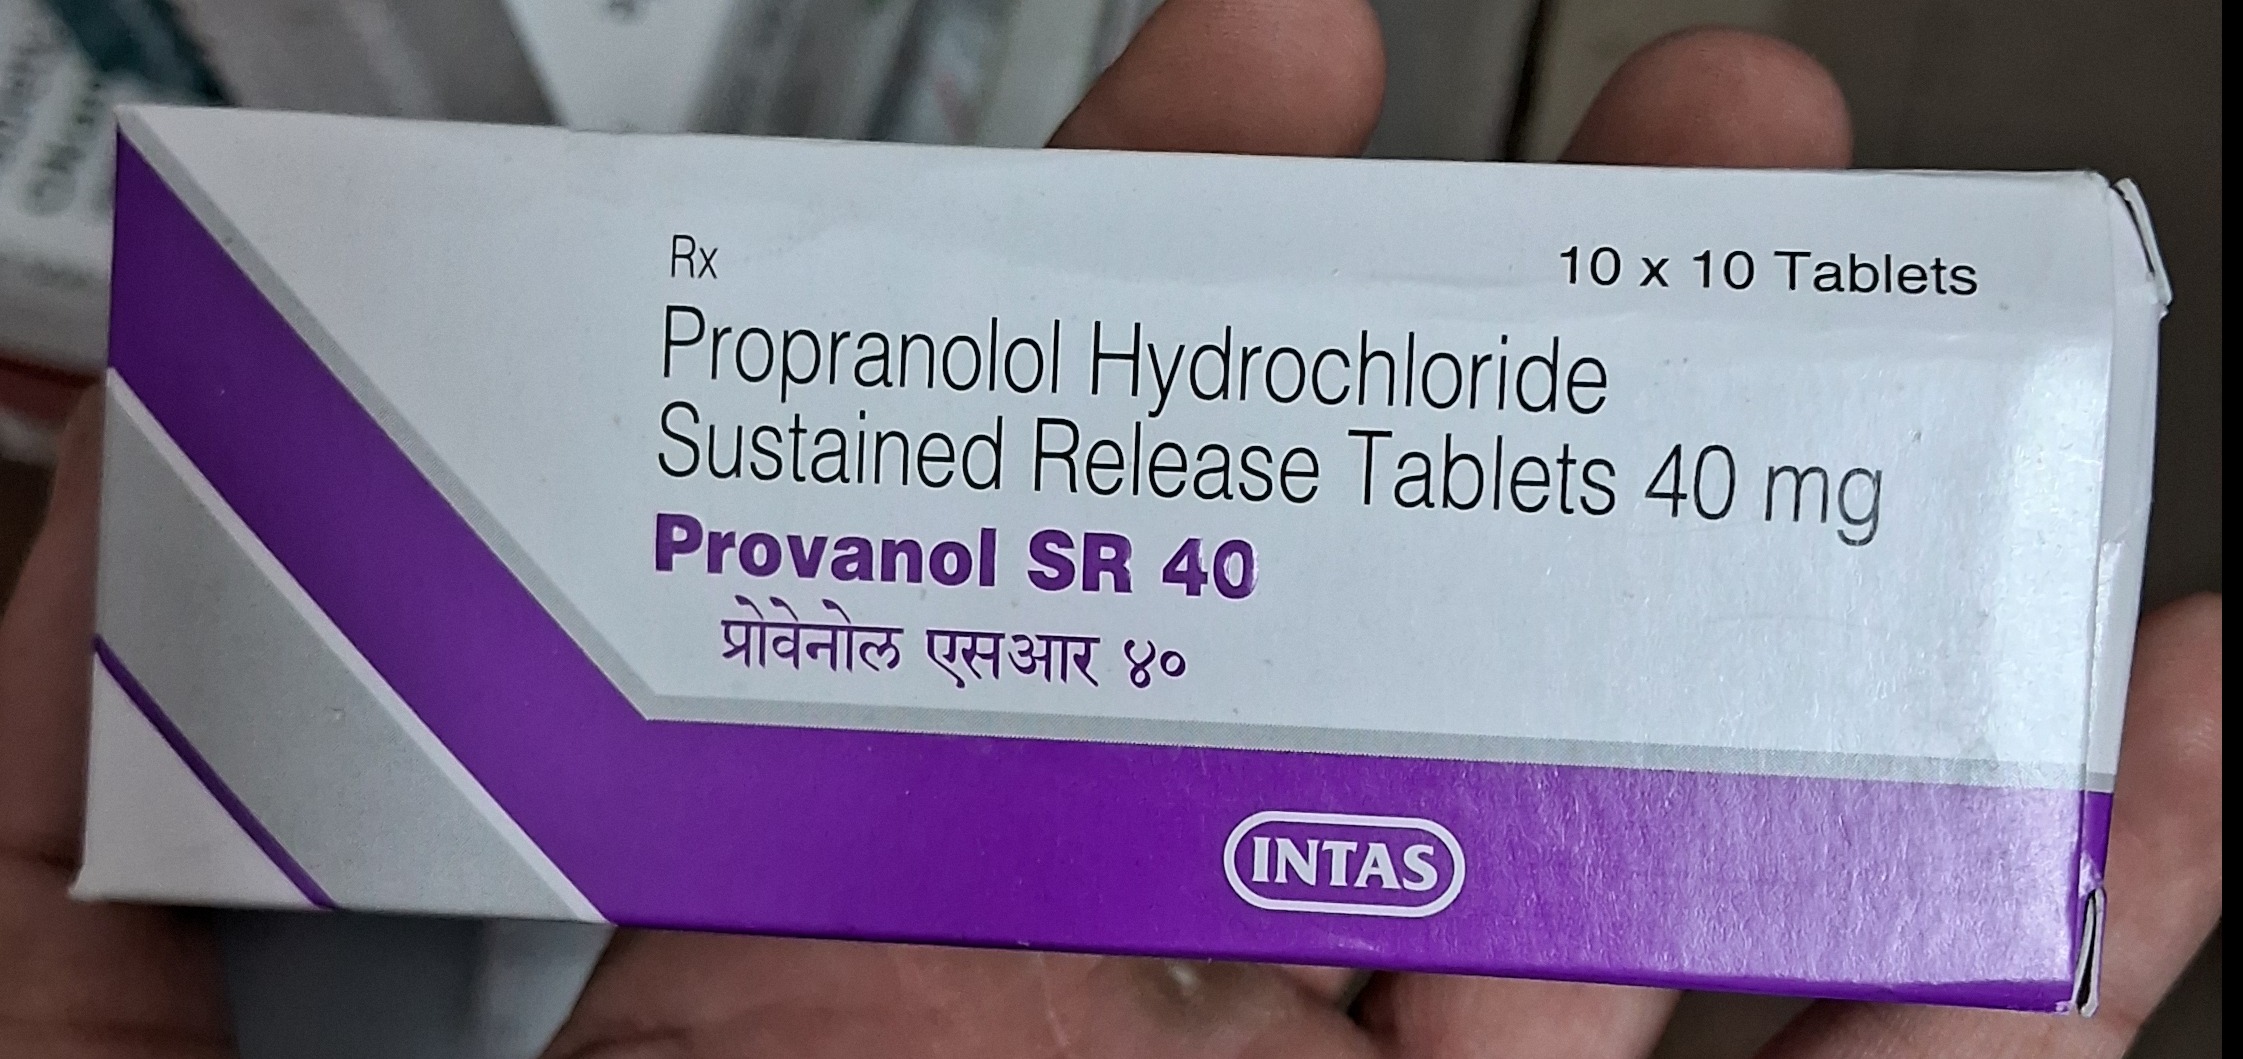 Rx
10 x 10 Tablets
Propranolol Hydrochloride
Sustained Release Tablets 40 mg
Provanol SR 40
प्रोवेनोल एसआर ४०
INTAS